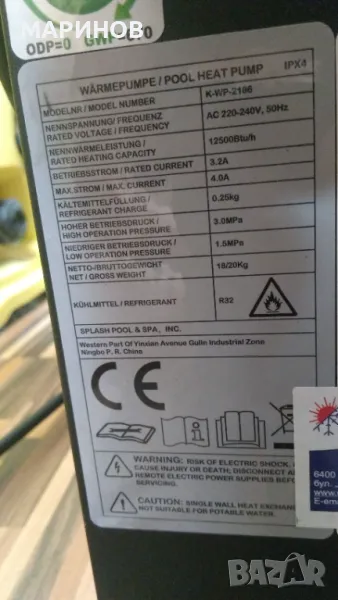 МАРИНОВ
ODP=0 GWP
WÄRMEPUMPE / POOL HEAT PUMP IPX4
MODELNR / MODEL NUMBER K-WP-2106
NENNSPANNUNG/ FREQUENZ
RATED VOLTAGE / FREQUENCY AC 220-240V, 50Hz
NENNWÄRMELEISTUNG /
RATED HEATING CAPACITY 12500Btu/h
BETRIEBSSTROM / RATED CURRENT 3.2A
MAX.STROM / MAX. CURRENT 4.0A
KÄLTEMITTELFÜLLUNG /
REFRIGERANT CHARGE 0.25kg
HOHER BETRIEBSDRUCK /
HIGH OPERATION PRESSURE 3.0MPa
NIEDRIGER BETRIEBSDRUCK /
LOW OPERATION PRESSURE 1.5MPa
NETTO-/BRUTTOGEWICHT
NET / GROSS WEIGHT 18/20Kg
KÜHLMITTEL / REFRIGERANT R32
SPLASH POOL & SPA, INC.
Western Part Of Yinxian Avenue Gulin Industrial Zone
Ningbo P. R. China
CE
WARNING: RISK OF ELECTRIC SHOCK,
CAUSE INJURY OR DEATH, DISCONNECT
REMOTE ELECTRIC POWER SUPPLIES
SERVICING
CAUTION: SINGLE WALL HEAT
NOT SUITABLE FOR POTABLE WATER.
6400
бул.
E-em
BAZAR